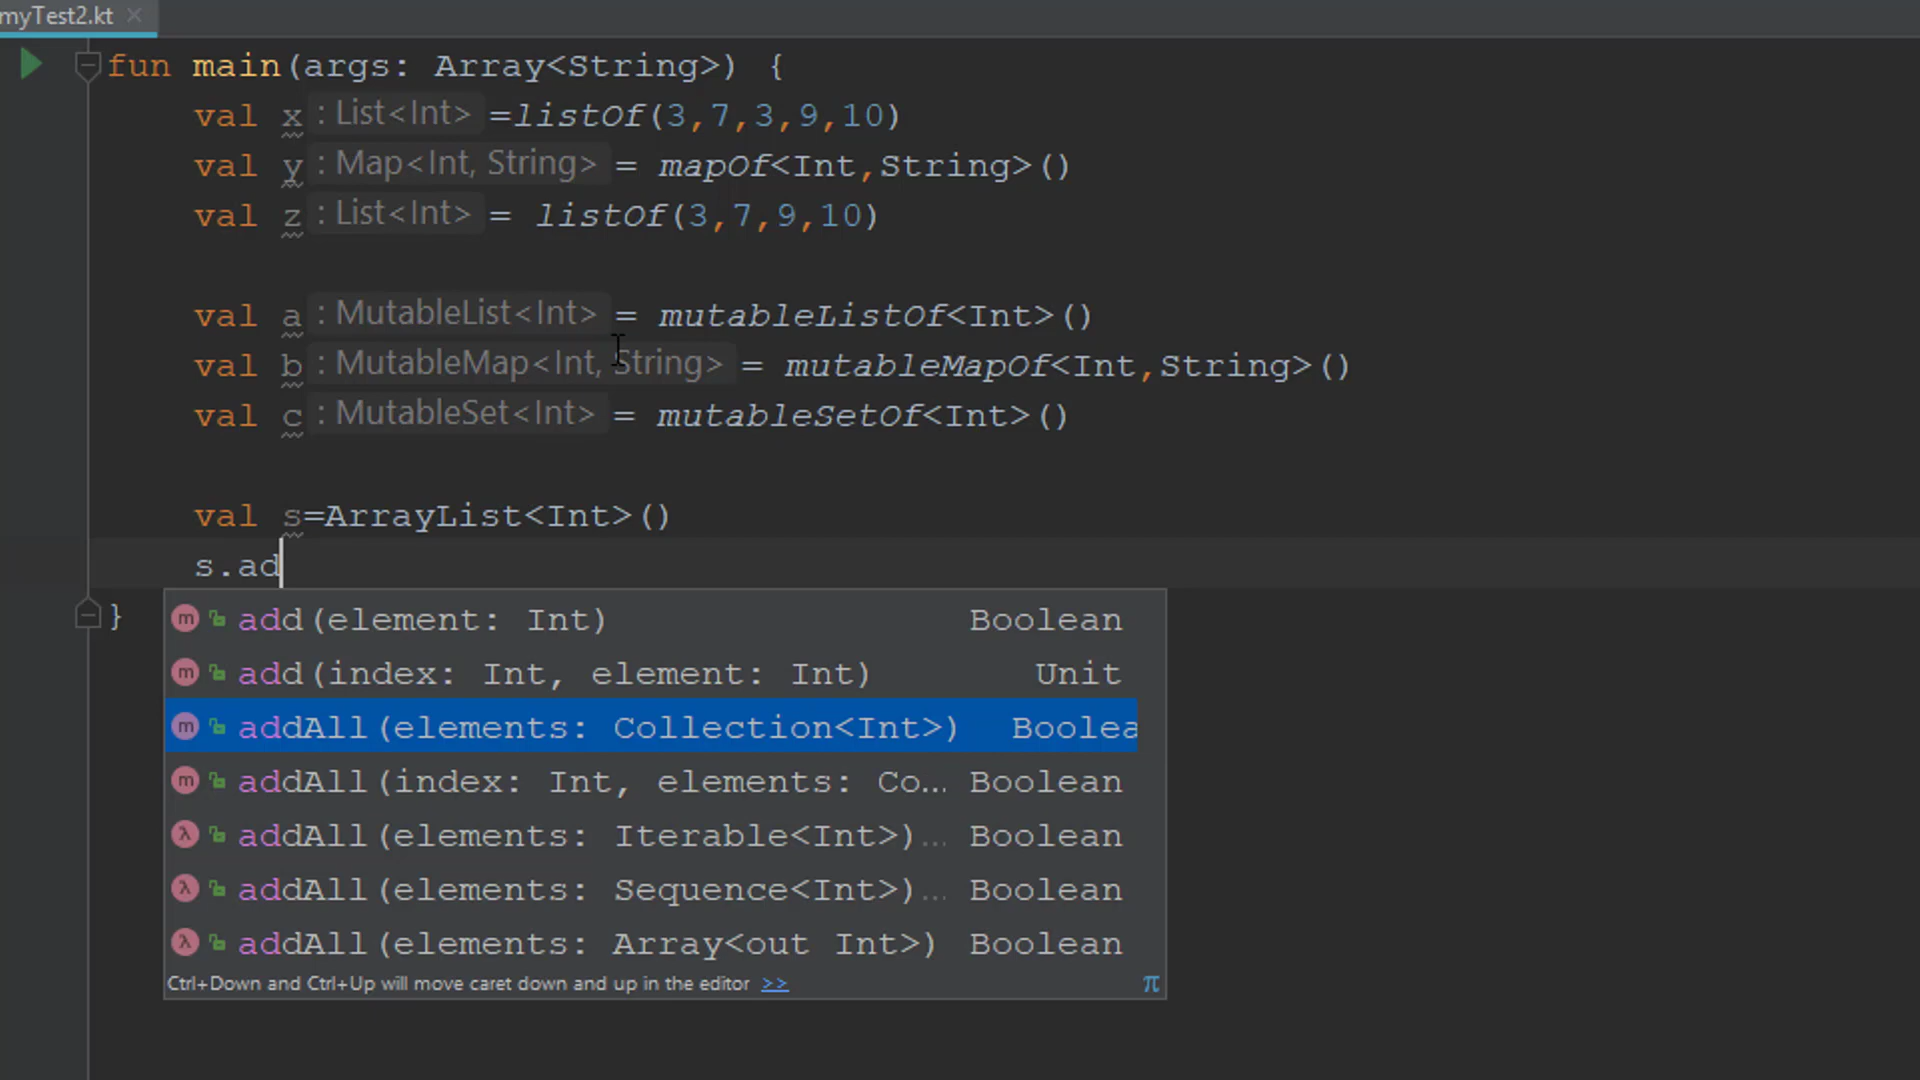 myTest2.kt
fun main(args: Array<String>) {
val x : List<Int> =listOf(3,7,3,9,10)
val y : Map<Int, String> = mapOf<Int,String>()
val z : List<Int> = listOf(3,7,9,10)
val a : MutableList<Int> = mutableListOf<Int>()
val b : MutableMap<Int, String> = mutableMapOf<Int,String>()
val c : MutableSet<Int> = mutableSetOf<Int>()
val s=ArrayList<Int>()
s.ad
}
m add(element: Int) Boolean
m add(index: Int, element: Int) Unit
m addAll(elements: Collection<Int>) Boolea
m addAll(index: Int, elements: Co... Boolean
λ addAll(elements: Iterable<Int>)... Boolean
λ addAll(elements: Sequence<Int>)... Boolean
λ addAll(elements: Array<out Int>) Boolean
Ctrl+Down and Ctrl+Up will move caret down and up in the editor >> π